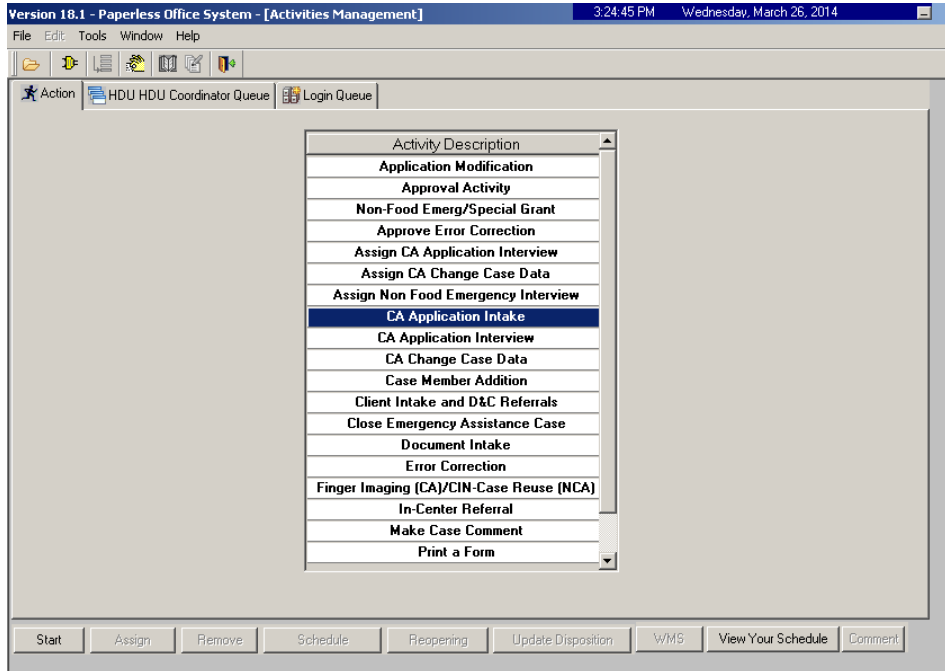 Version 18.1 - Paperless Office System - [Activities Management] 3:24:45 PM Wednesday, March 26, 2014
File Edit Tools Window Help
Action HDU HDU Coordinator Queue Login Queue
Activity Description
Application Modification
Approval Activity
Non-Food Emerg/Special Grant
Approve Error Correction
Assign CA Application Interview
Assign CA Change Case Data
Assign Non Food Emergency Interview
CA Application Intake
CA Application Interview
CA Change Case Data
Case Member Addition
Client Intake and D&C Referrals
Close Emergency Assistance Case
Document Intake
Error Correction
Finger Imaging (CA)/CIN-Case Reuse (NCA)
In-Center Referral
Make Case Comment
Print a Form
Start Assign Remove Schedule Reopening Update Disposition WMS View Your Schedule Comment